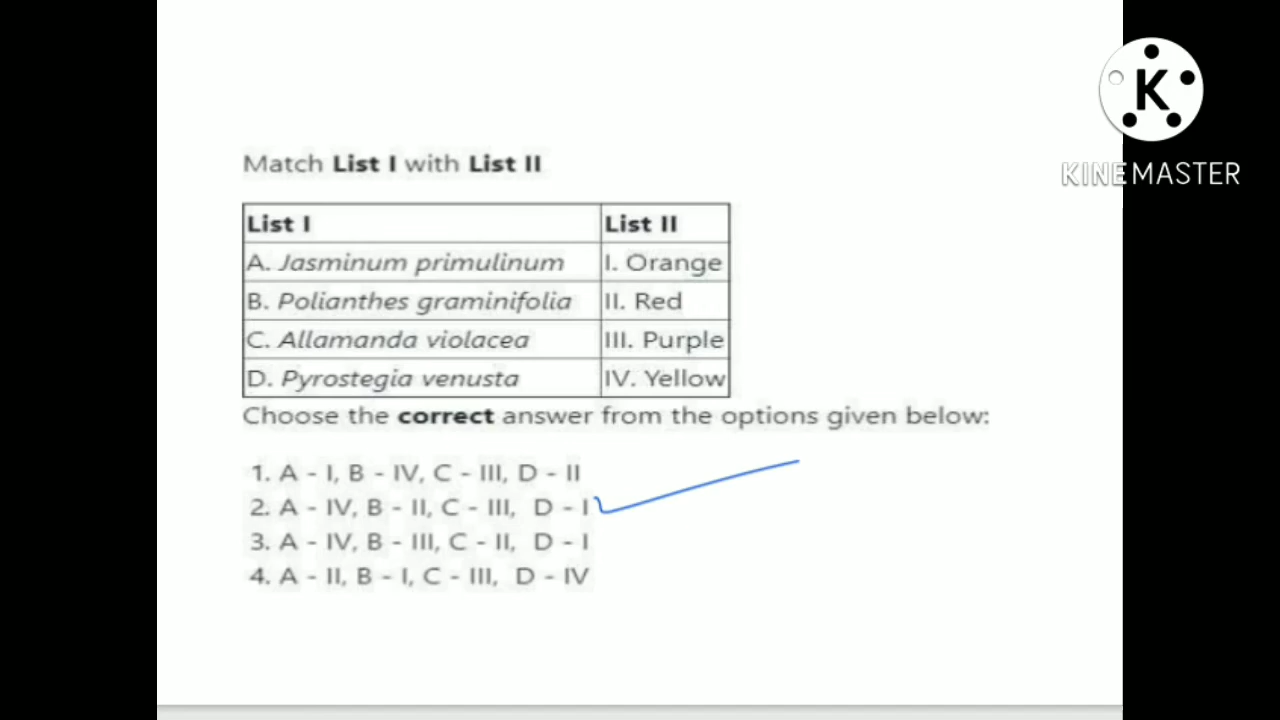 K
KINEMASTER
Match List I with List II
List I List II
A. Jasminum primulinum I. Orange
B. Polianthes graminifolia II. Red
C. Allamanda violacea III. Purple
D. Pyrostegia venusta IV. Yellow
Choose the correct answer from the options given below:
1. A - I, B - IV, C - III, D - II
2. A - IV, B - II, C - III, D - I
3. A - IV, B - III, C - II, D - I
4. A - II, B - I, C - III, D - IV